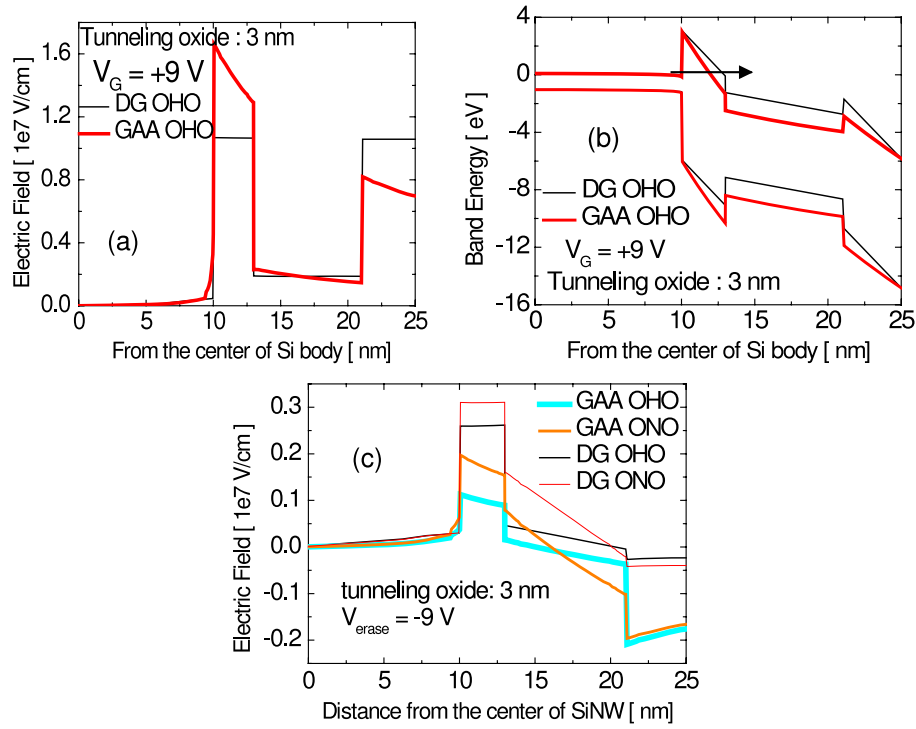 Tunneling oxide : 3 nm
V_G = +9 V
DG OHO
GAA OHO
(a)
Electric Field [ 1e7 V/cm]
1.6
1.2
0.8
0.4
0.0
0 5 10 15 20 25
From the center of Si body[ nm]
Band Energy [ eV]
0
-4
-8
-12
-16
(b)
DG OHO
GAA OHO
V_G = +9 V
Tunneling oxide : 3 nm
0 5 10 15 20 25
From the center of Si body [ nm]
Electric Field [ 1e7 V/cm]
0.3
0.2
0.1
0.0
-0.1
-0.2
(c)
GAA OHO
GAA ONO
DG OHO
DG ONO
tunneling oxide: 3 nm
V_erase = -9 V
0 5 10 15 20 25
Distance from the center of SiNW [ nm]